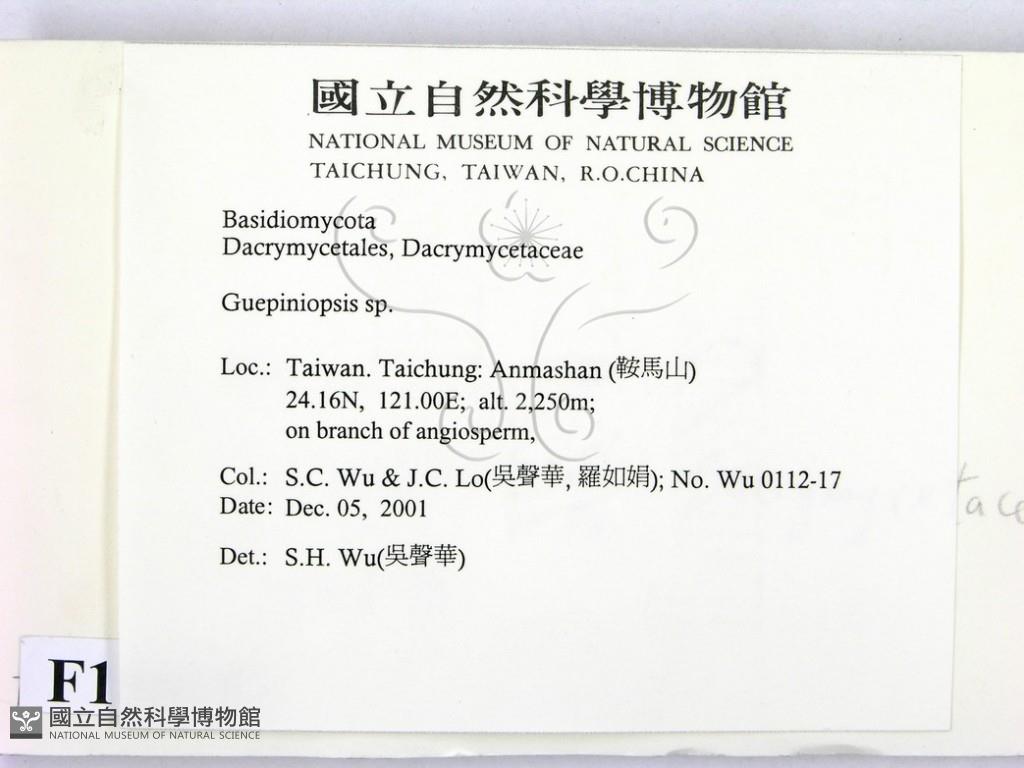 國立自然科學博物館
NATIONAL MUSEUM OF NATURAL SCIENCE
TAICHUNG, TAIWAN, R.O.CHINA
Basidiomycota
Dacrymycetales, Dacrymycetaceae
Guepiniopsis sp.
Loc.: Taiwan. Taichung: Anmashan (鞍馬山)
24.16N, 121.00E; alt. 2,250m;
on branch of angiosperm,
Col.: S.C. Wu & J.C. Lo(吳聲華, 羅如娟); No. Wu 0112-17
Date: Dec. 05, 2001
Det.: S.H. Wu(吳聲華)
tace
F1
國立自然科學博物館
NATIONAL MUSEUM OF NATURAL SCIENCE